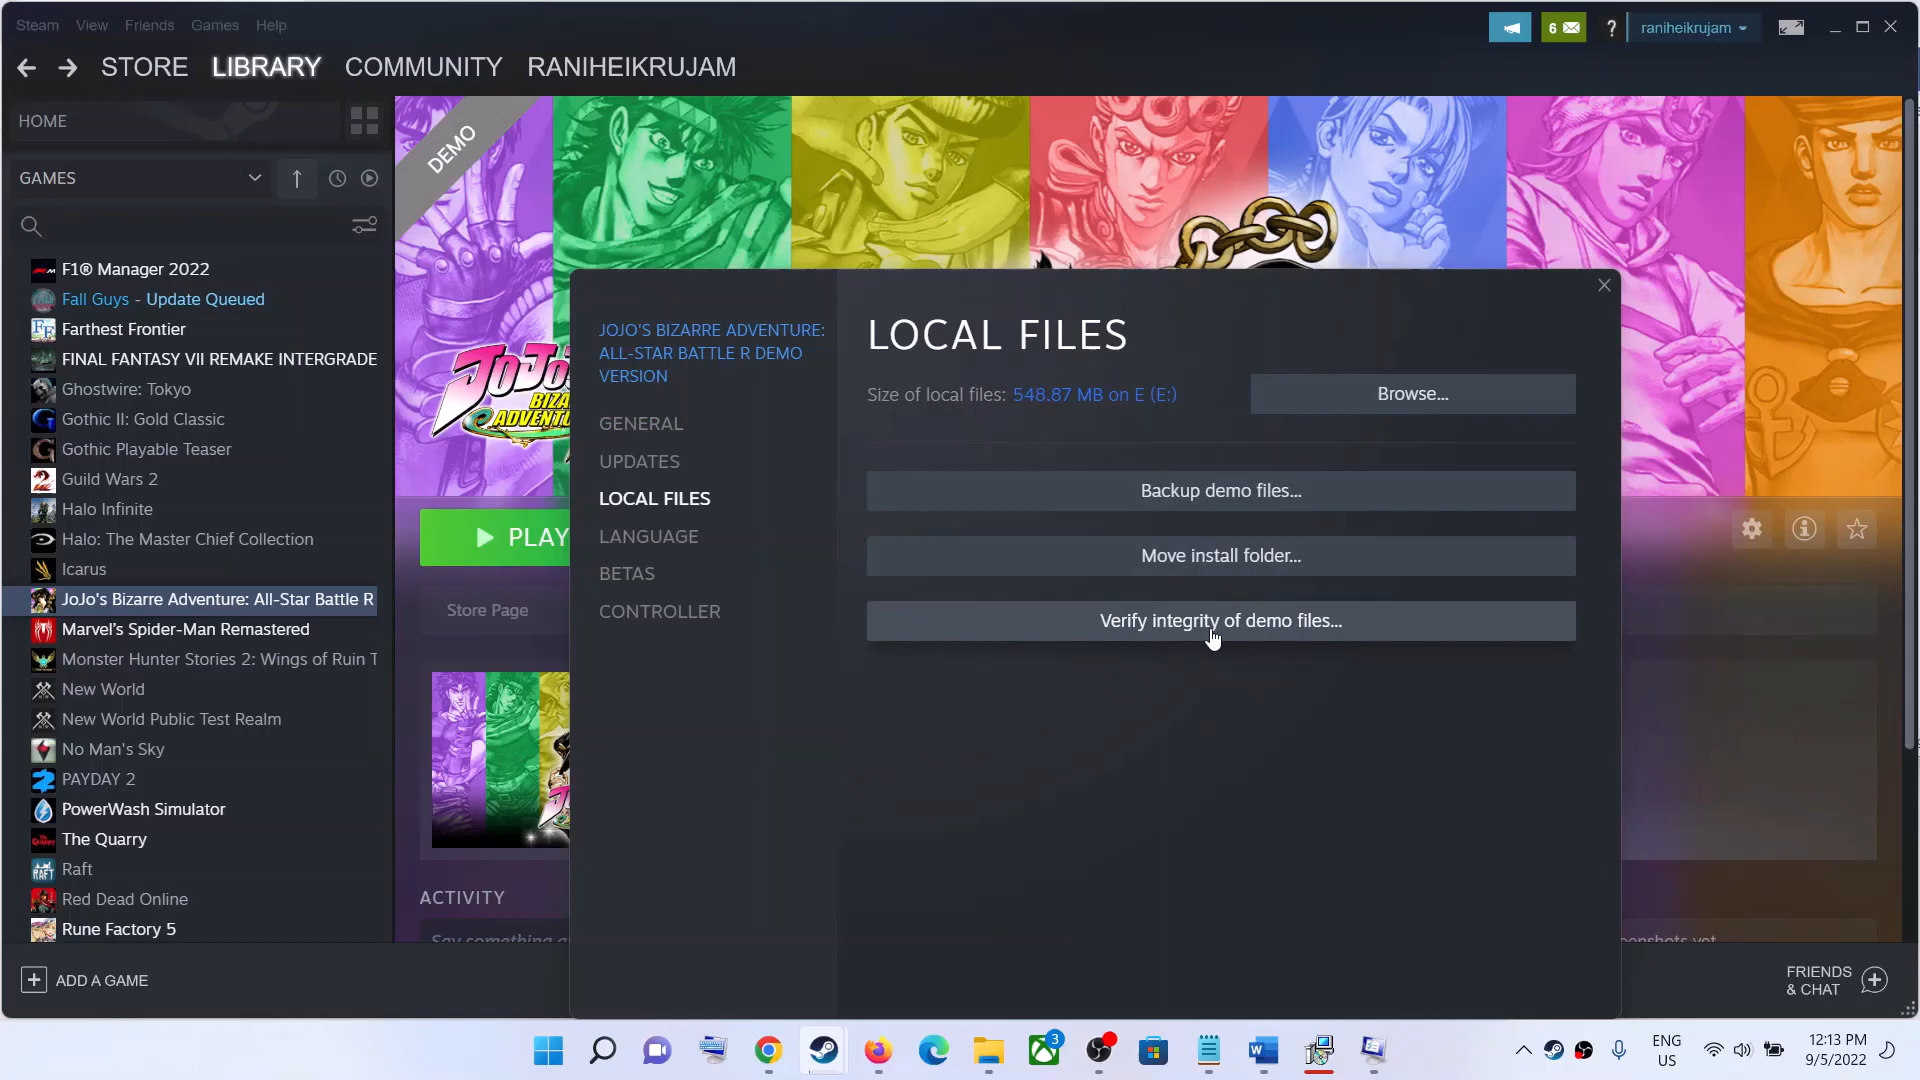 Steam View Friends Games Help
6 ? raniheikrujam
STORE LIBRARY COMMUNITY RANIHEIKRUJAM
HOME
GAMES
F1® Manager 2022
Fall Guys - Update Queued
Farthest Frontier
FINAL FANTASY VII REMAKE INTERGRADE
Ghostwire: Tokyo
Gothic II: Gold Classic
Gothic Playable Teaser
Guild Wars 2
Halo Infinite
Halo: The Master Chief Collection
Icarus
JoJo's Bizarre Adventure: All-Star Battle R
Marvel's Spider-Man Remastered
Monster Hunter Stories 2: Wings of Ruin T
New World
New World Public Test Realm
No Man's Sky
PAYDAY 2
PowerWash Simulator
The Quarry
Raft
Red Dead Online
Rune Factory 5
ADD A GAME
DEMO
PLAY
Store Page
ACTIVITY
Say something a
JOJO'S BIZARRE ADVENTURE:
ALL-STAR BATTLE R DEMO
VERSION
GENERAL
UPDATES
LOCAL FILES
LANGUAGE
BETAS
CONTROLLER
LOCAL FILES
Size of local files: 548.87 MB on E (E:)
Browse...
Backup demo files...
Move install folder...
Verify integrity of demo files...
FRIENDS
& CHAT
3
ENG
US
12:13 PM
9/5/2022